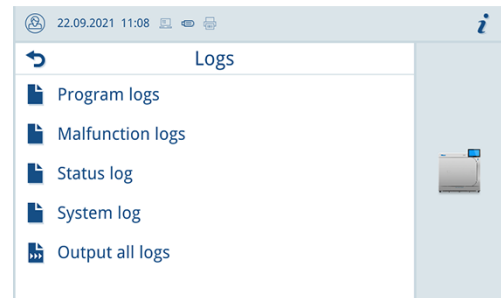 22.09.2021 11:08
i
Logs
Program logs
Malfunction logs
Status log
System log
Output all logs